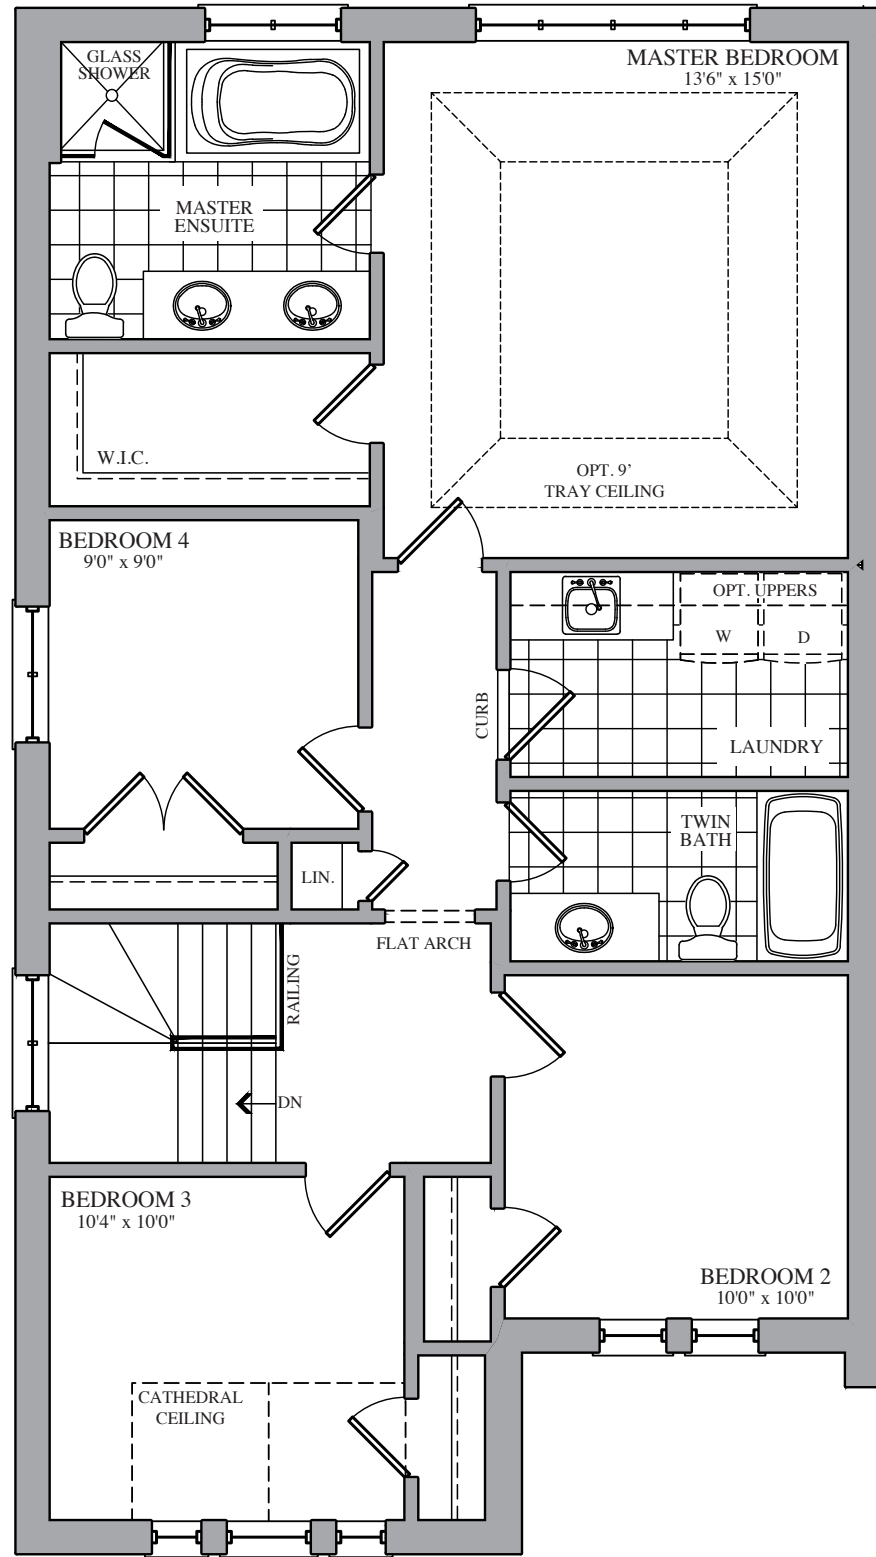 GLASS
SHOWER
MASTER BEDROOM
13'6" x 15'0"
MASTER
ENSUITE
W.I.C.
OPT. 9'
TRAY CEILING
BEDROOM 4
9'0" x 9'0"
OPT. UPPERS
W
D
CURB
LAUNDRY
TWIN
BATH
LIN.
FLAT ARCH
RAILING
DN
BEDROOM 3
10'4" x 10'0"
BEDROOM 2
10'0" x 10'0"
CATHEDRAL
CEILING